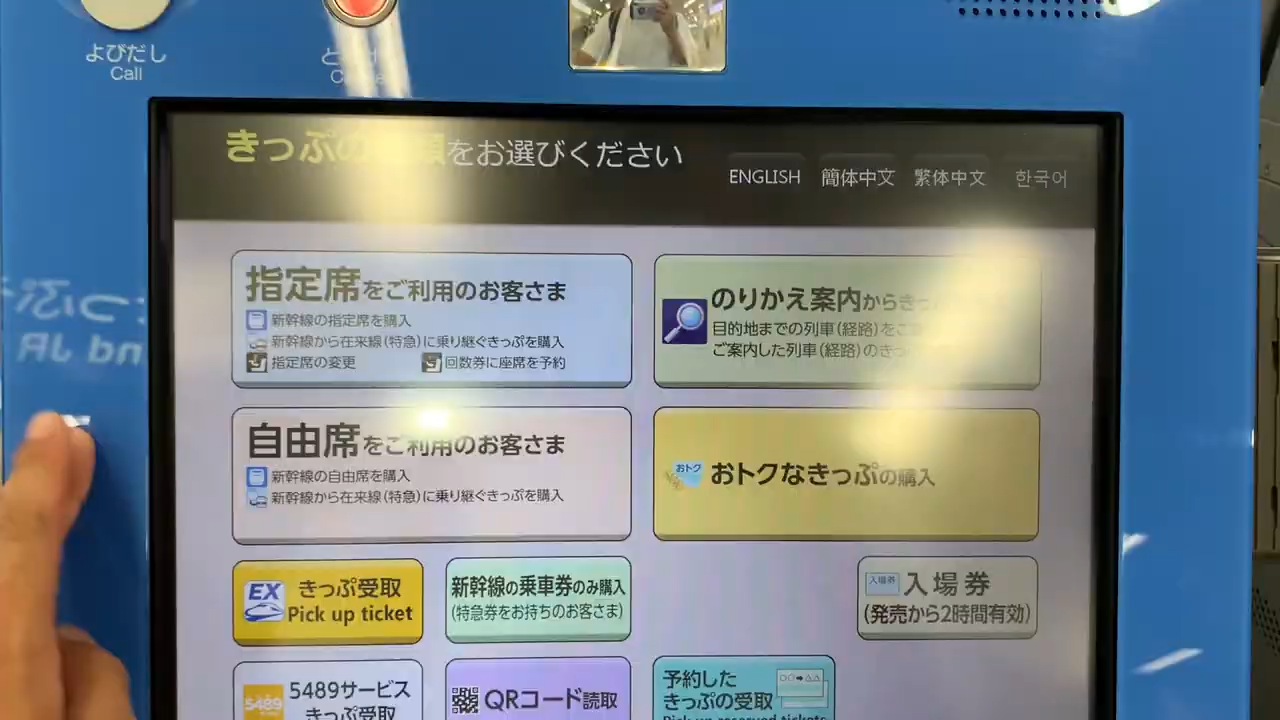 よびだし
Call
きっぷの
をお選びください
ENGLISH
簡体中文
繁体中文
한국어
指定席をご利用のお客さま
新幹線の指定席を購入
新幹線から在来線(特急)に乗り継ぐきっぷを購入
指定席の変更
回数券に座席を予約
のりかえ案内から
目的地までの列車(経路)を
ご案内した列車(経路)の
自由席をご利用のお客さま
新幹線の自由席を購入
新幹線から在来線(特急)に乗り継ぐきっぷを購入
おトク
おトクなきっぷの購入
EX
きっぷ受取
Pick up ticket
新幹線の乗車券のみ購入
(特急券をお持ちのお客さま)
入場券
入場券
(発売から2時間有効)
5489
5489サービス
きっぷ受取
QRコード読取
予約した
きっぷの受取
Pick up reserved tickets